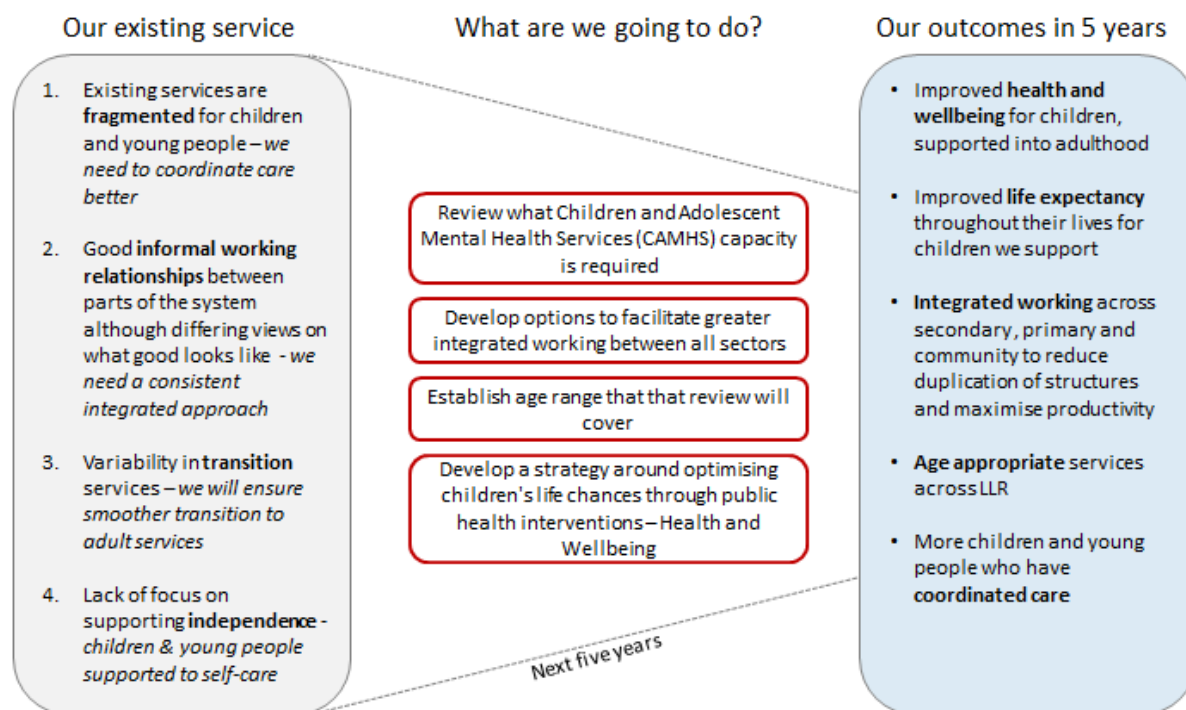 Our existing service
1. Existing services are
fragmented for children
and young people – we
need to coordinate care
better
2. Good informal working
relationships between
parts of the system
although differing views on
what good looks like - we
need a consistent
integrated approach
3. Variability in transition
services – we will ensure
smoother transition to
adult services
4. Lack of focus on
supporting independence -
children & young people
supported to self-care
What are we going to do?
Review what Children and Adolescent
Mental Health Services (CAMHS) capacity
is required
Develop options to facilitate greater
integrated working between all sectors
Establish age range that that review will
cover
Develop a strategy around optimising
children's life chances through public
health interventions – Health and
Wellbeing
Next five years
Our outcomes in 5 years
• Improved health and
wellbeing for children,
supported into adulthood
• Improved life expectancy
throughout their lives for
children we support
• Integrated working across
secondary, primary and
community to reduce
duplication of structures
and maximise productivity
• Age appropriate services
across LLR
• More children and young
people who have
coordinated care